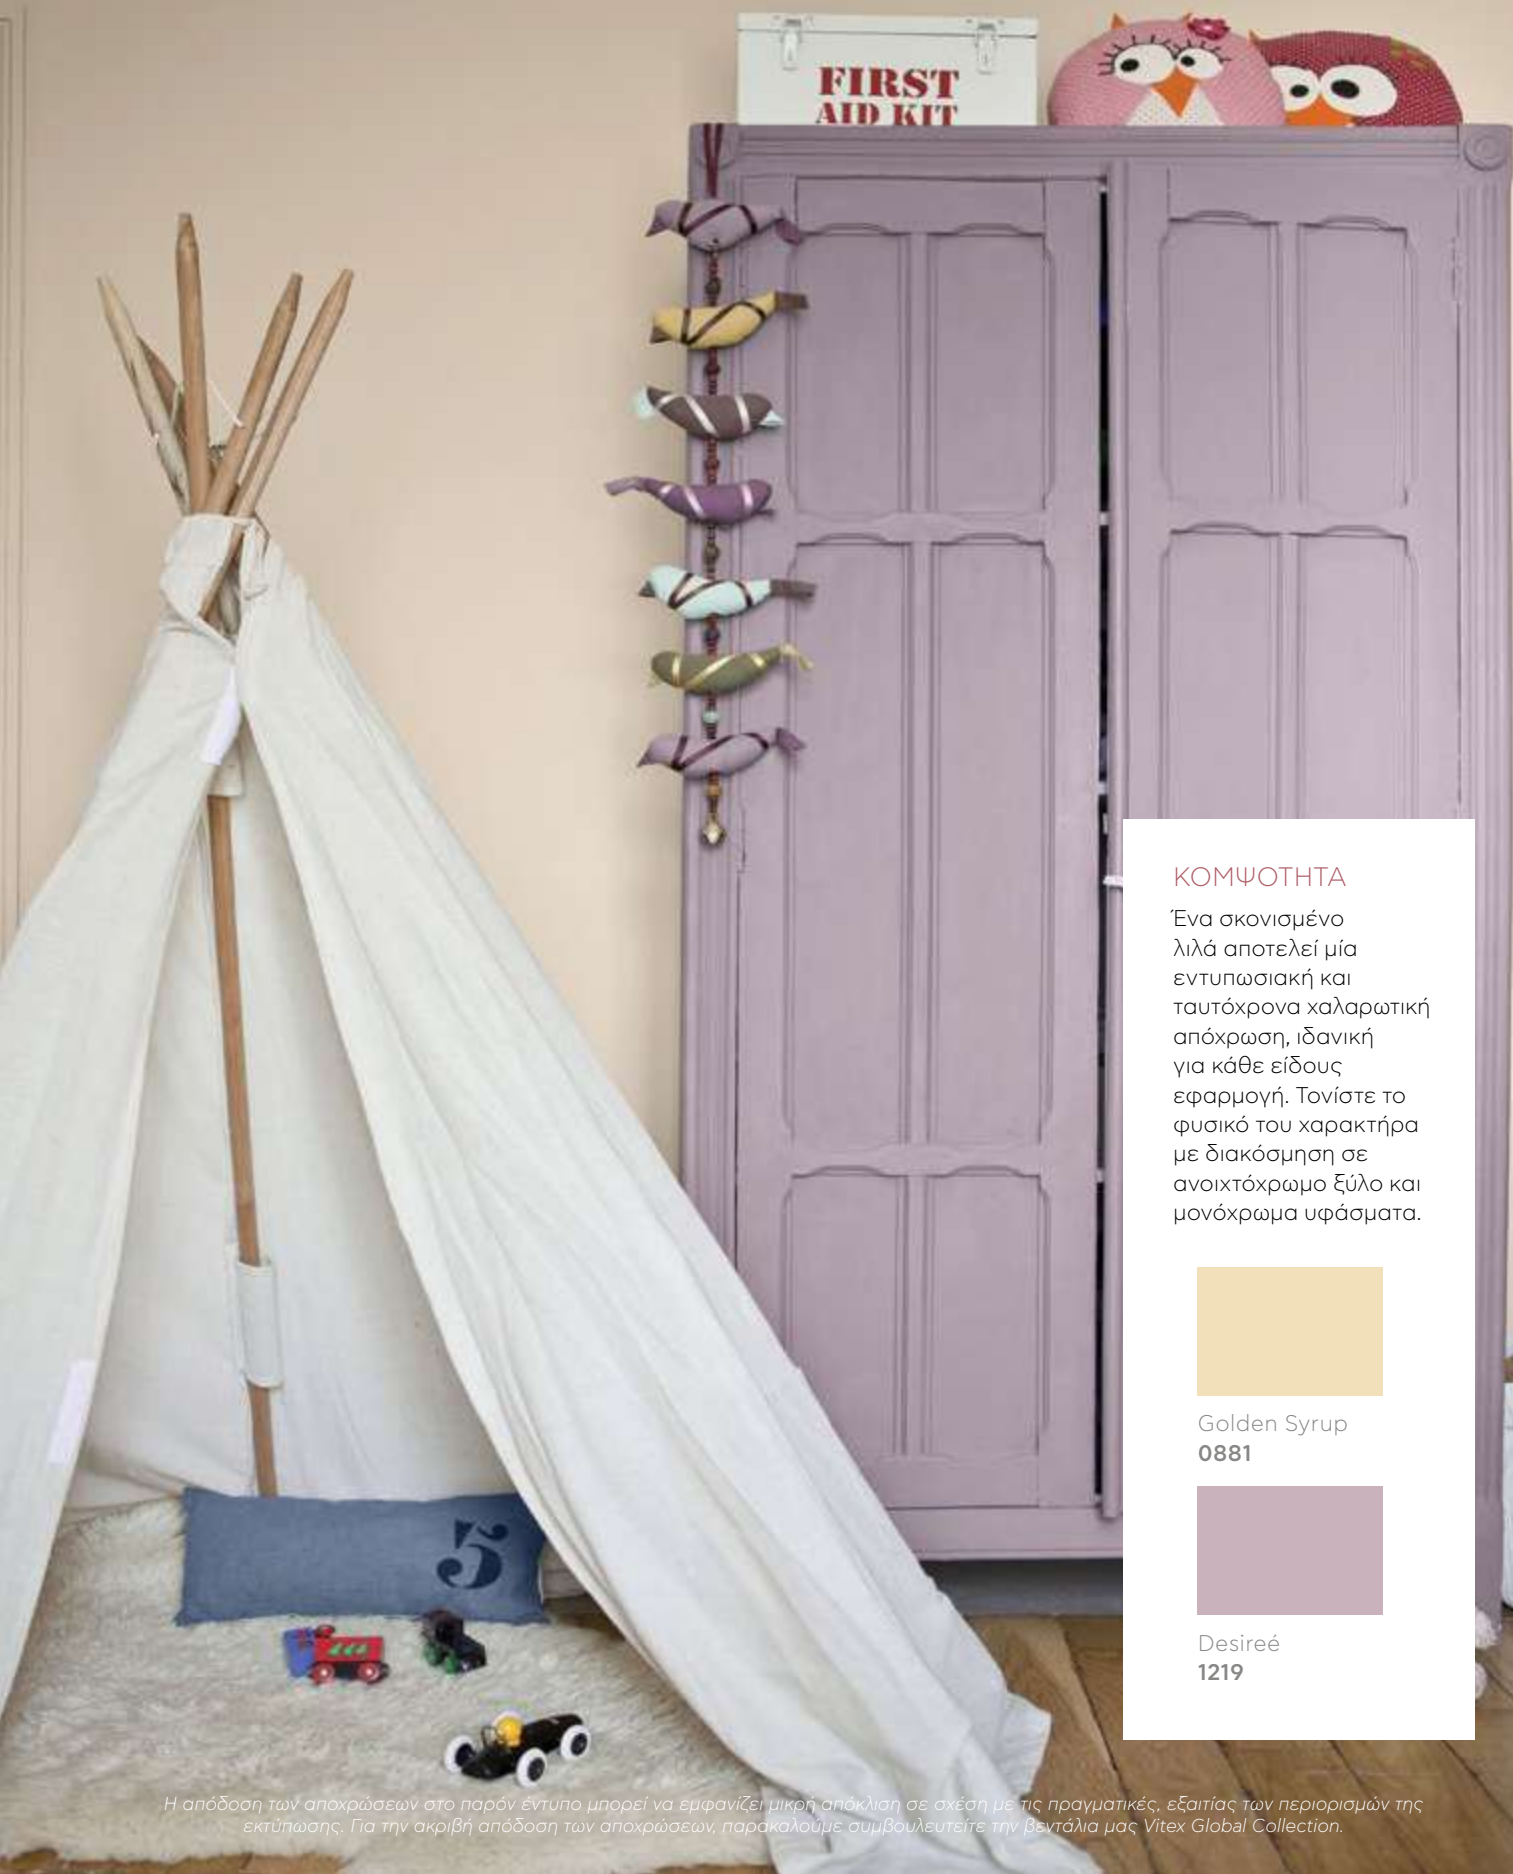 FIRST
AID KIT
ΚΟΜΨΟΤΗΤΑ
Ένα σκονισμένο
λιλά αποτελεί μία
εντυπωσιακή και
ταυτόχρονα χαλαρωτική
απόχρωση, ιδανική
για κάθε είδους
εφαρμογή. Τονίστε το
φυσικό του χαρακτήρα
με διακόσμηση σε
ανοιχτόχρωμο ξύλο και
μονόχρωμα υφάσματα.
Golden Syrup
0881
5
Desireé
1219
Η απόδοση των αποχρώσεων στο παρόν έντυπο μπορεί να εμφανίζει μικρή απόκλιση σε σχέση με τις πραγματικές, εξαιτίας των περιορισμών της
εκτύπωσης. Για την ακριβή απόδοση των αποχρώσεων, παρακαλούμε συμβουλευτείτε την βεντάλια μας Vitex Global Collection.